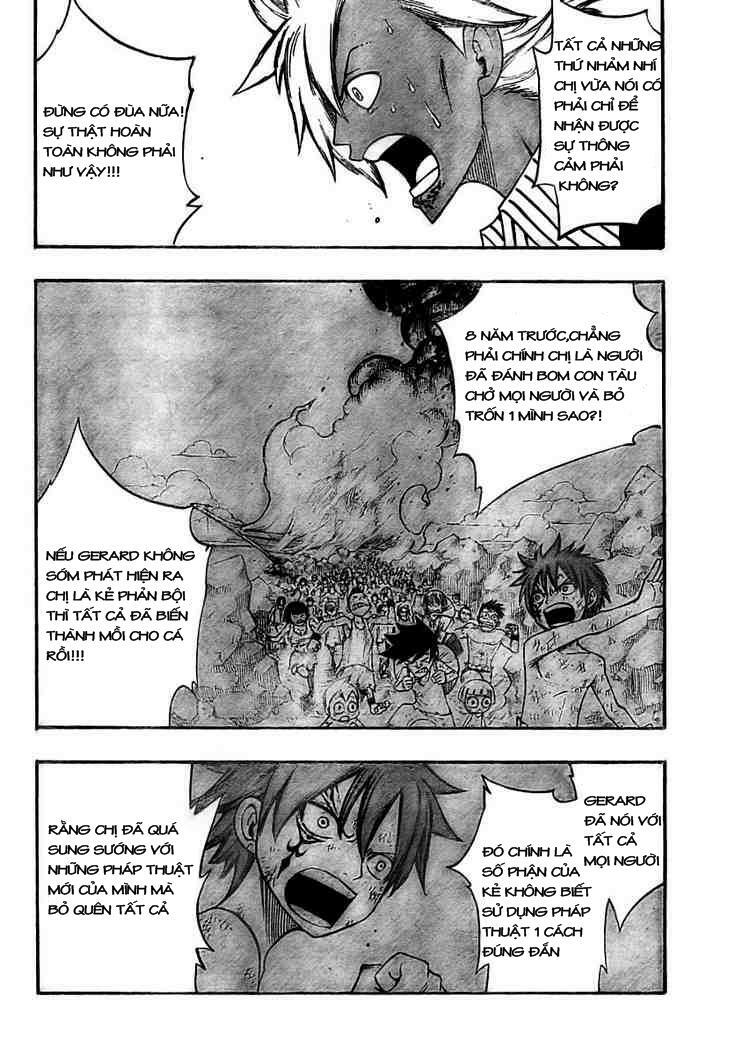 TẤT CẢ NHỮNG
THỨ NHẢM NHÍ
CHỊ VỪA NÓI CÓ
PHẢI CHỈ ĐỂ
NHẬN ĐƯỢC
SỰ THÔNG
CẢM PHẢI
KHÔNG?
ĐỪNG CÓ ĐÙA NỮA!
SỰ THẬT HOÀN
TOÀN KHÔNG PHẢI
NHƯ VẬY!!!
8 NĂM TRƯỚC,CHẲNG
PHẢI CHÍNH CHỊ LÀ NGƯỜI
ĐÃ ĐÁNH BOM CON TÀU
CHỞ MỌI NGƯỜI VÀ BỎ
TRỐN 1 MÌNH SAO?!
NẾU GERARD KHÔNG
SỚM PHÁT HIỆN RA
CHỊ LÀ KẺ PHẢN BỘI
THÌ TẤT CẢ ĐÃ BIẾN
THÀNH MỒI CHO CÁ
RỒI!!!
GERARD
ĐÃ NÓI VỚI
TẤT CẢ
MỌI NGƯỜI
ĐÓ CHÍNH LÀ
SỐ PHẬN CỦA
KẺ KHÔNG BIẾT
SỬ DỤNG PHÁP
THUẬT 1 CÁCH
ĐÚNG ĐẮN
RẰNG CHỊ ĐÃ QUÁ
SUNG SƯỚNG VỚI
NHỮNG PHÁP THUẬT
MỚI CỦA MÌNH MÀ
BỎ QUÊN TẤT CẢ